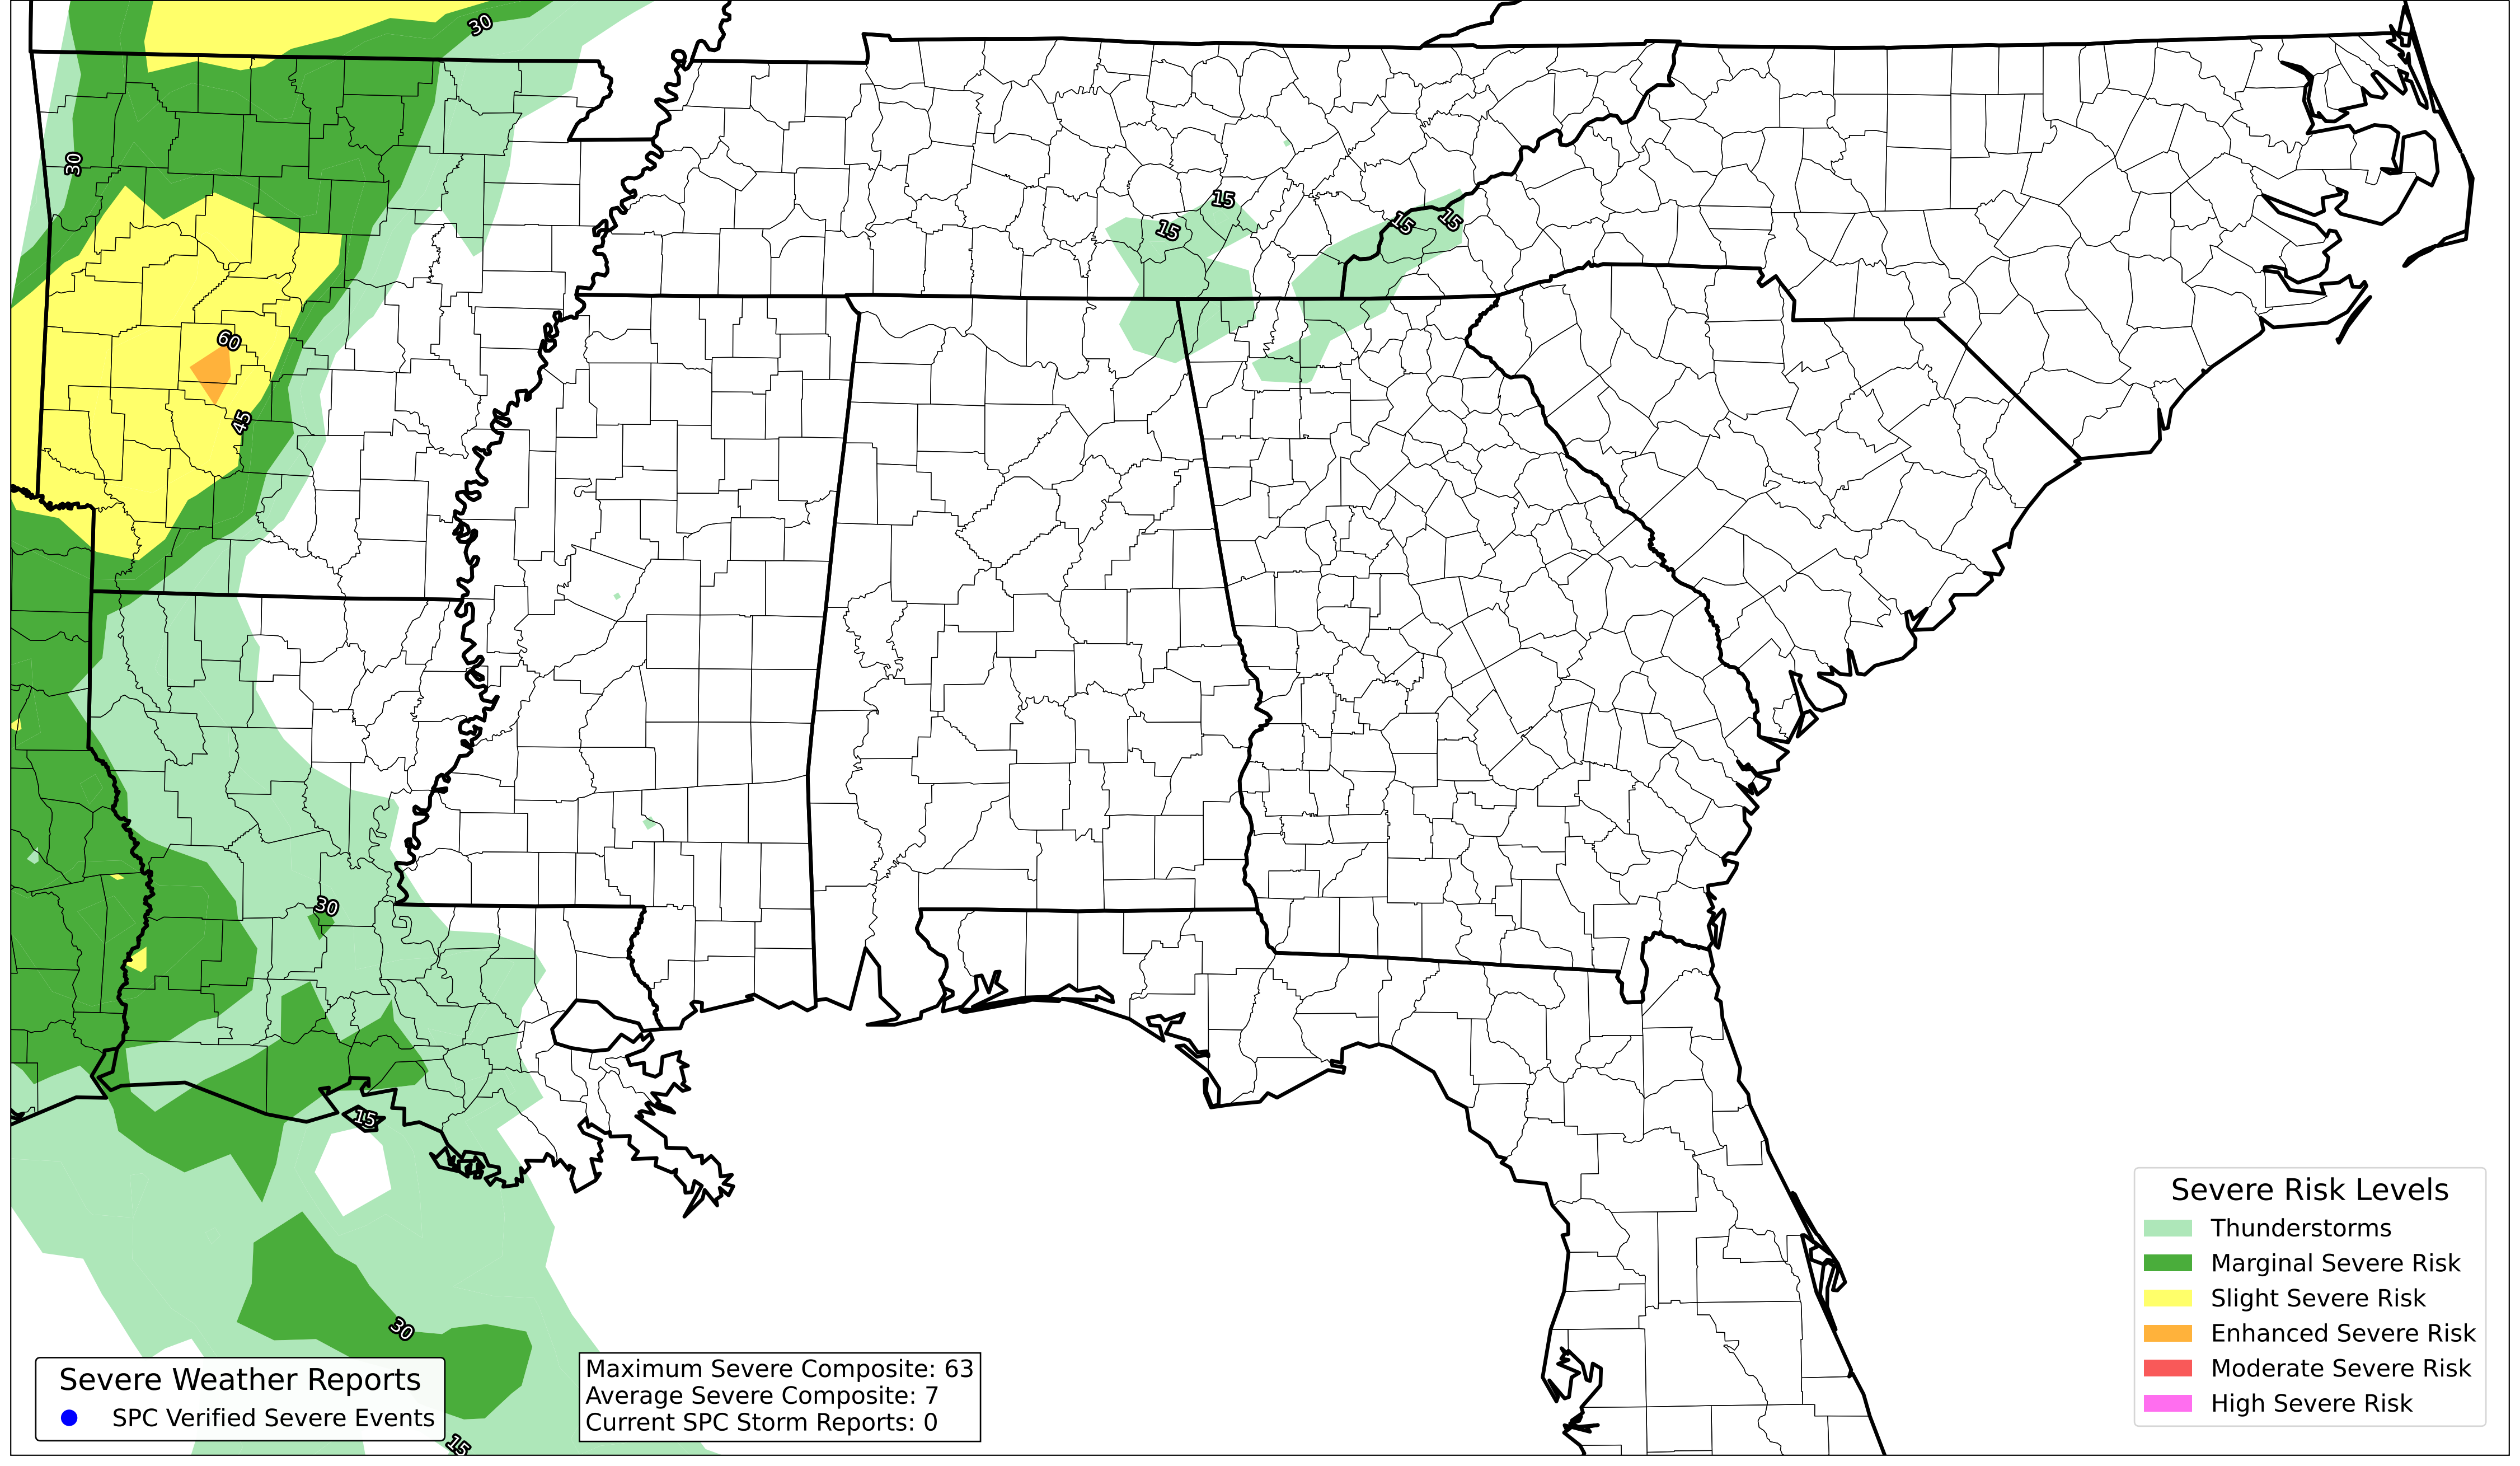 30
30
15
15
15
15
60
45
30
15
30
15
Severe Risk Levels
Thunderstorms
Marginal Severe Risk
Slight Severe Risk
Enhanced Severe Risk
Moderate Severe Risk
High Severe Risk
Severe Weather Reports
SPC Verified Severe Events
Maximum Severe Composite: 63
Average Severe Composite: 7
Current SPC Storm Reports: 0